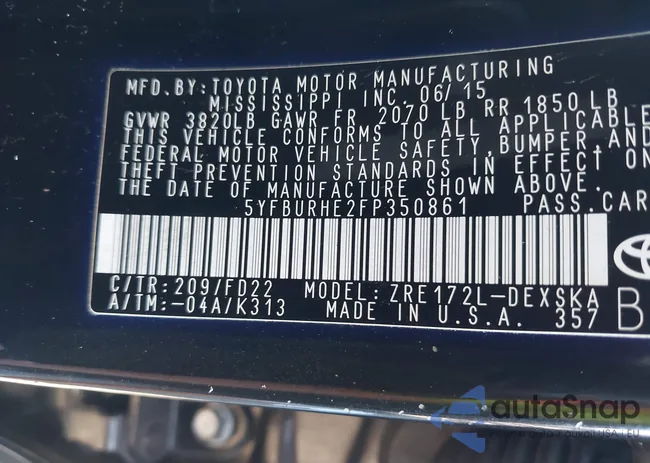 MFD. BY: TOYOTA MOTOR MANUFACTURING
MISSISSIPPI INC. 06/15
GVWR 3820LB GAWR FR. 2070 LB RR 1850 LB
THIS VEHICLE CONFORMS TO ALL APPLICABLE
FEDERAL MOTOR VEHICLE SAFETY, BUMPER, AND
THEFT PREVENTION STANDARDS IN EFFECT ON
THE DATE OF MANUFACTURE SHOWN ABOVE.
5YFBURHE2FP350861 PASS. CAR
C/TR: 209/FD22 MODEL: ZRE172L-DEXSKA
A/TM: -04A/K313 MADE IN U.S.A. 357 B
autoSnap